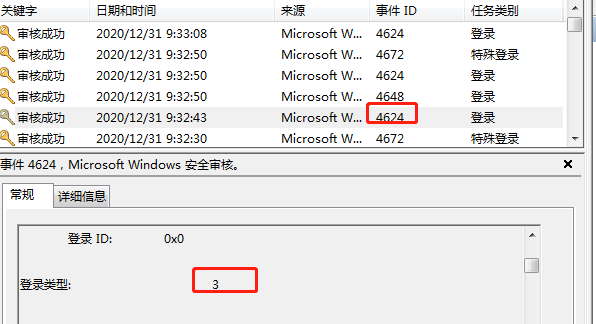 关键字 日期和时间 来源 事件 ID 任务类别
审核成功 2020/12/31 9:33:08 Microsoft W... 4624 登录
审核成功 2020/12/31 9:32:50 Microsoft W... 4672 特殊登录
审核成功 2020/12/31 9:32:50 Microsoft W... 4624 登录
审核成功 2020/12/31 9:32:50 Microsoft W... 4648 登录
审核成功 2020/12/31 9:32:43 Microsoft W... 4624 登录
审核成功 2020/12/31 9:32:30 Microsoft W... 4672 特殊登录
事件 4624，Microsoft Windows 安全审核。
常规 详细信息
登录 ID: 0x0
登录类型: 3